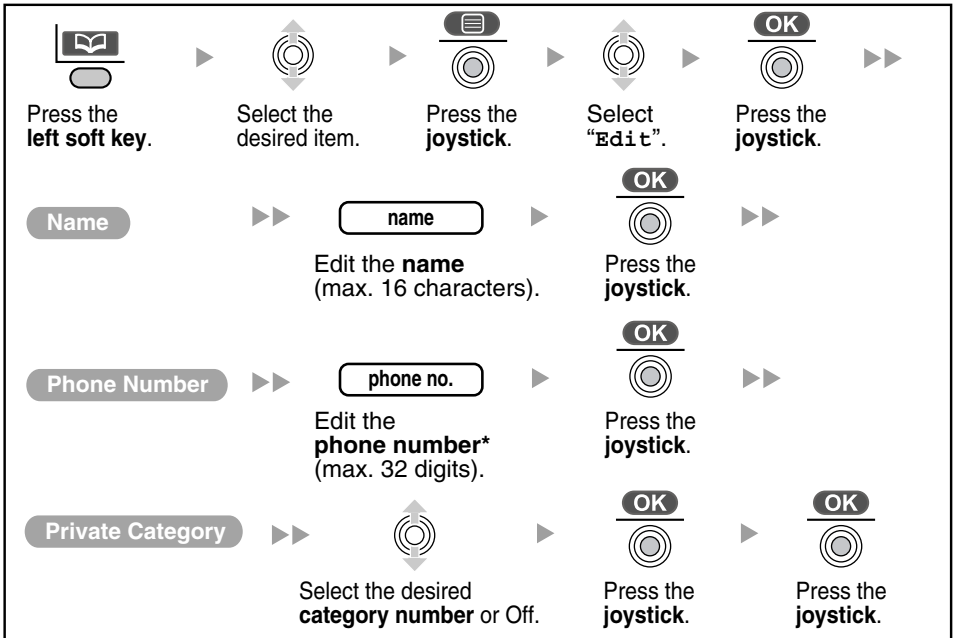 OK
Press the
left soft key.
Select the
desired item.
Press the
joystick.
Select
“Edit”.
Press the
joystick.
Name
name
Edit the name
(max. 16 characters).
OK
Press the
joystick.
Phone Number
phone no.
Edit the
phone number*
(max. 32 digits).
OK
Press the
joystick.
Private Category
Select the desired
category number or Off.
OK
Press the
joystick.
OK
Press the
joystick.